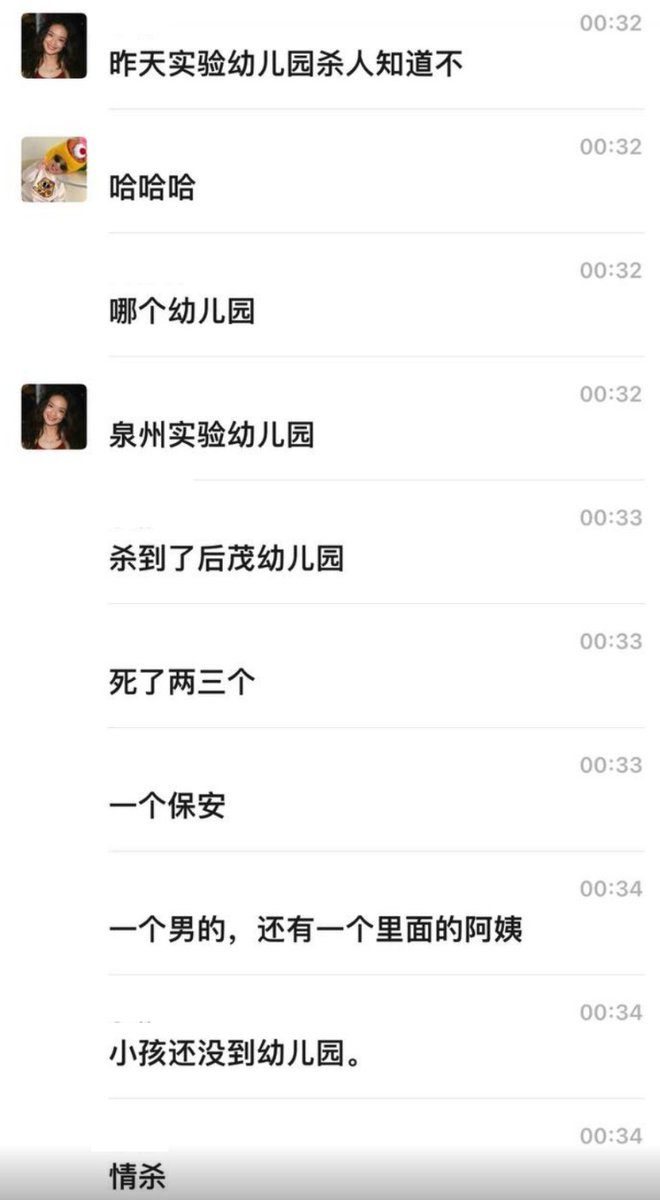 00:32
昨天实验幼儿园杀人知道不
00:32
哈哈哈
00:32
哪个幼儿园
00:32
泉州实验幼儿园
00:33
杀到了后茂幼儿园
00:33
死了两三个
00:33
一个保安
00:34
一个男的，还有一个里面的阿姨
00:34
小孩还没到幼儿园。
00:34
情杀